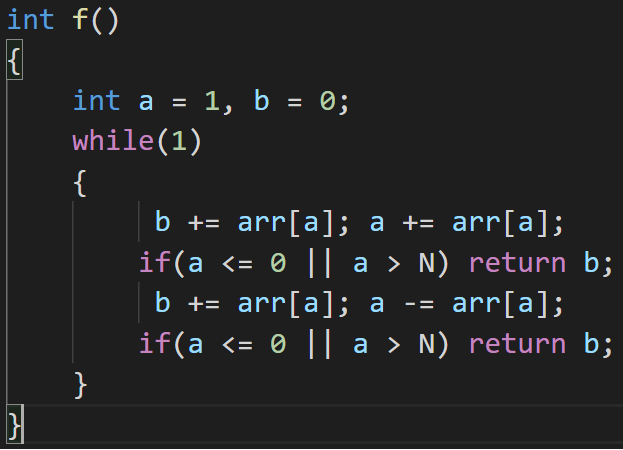 int f()
{
    int a = 1, b = 0;
    while(1)
    {
         b += arr[a]; a += arr[a];
        if(a <= 0 || a > N) return b;
         b += arr[a]; a -= arr[a];
        if(a <= 0 || a > N) return b;
    }
}